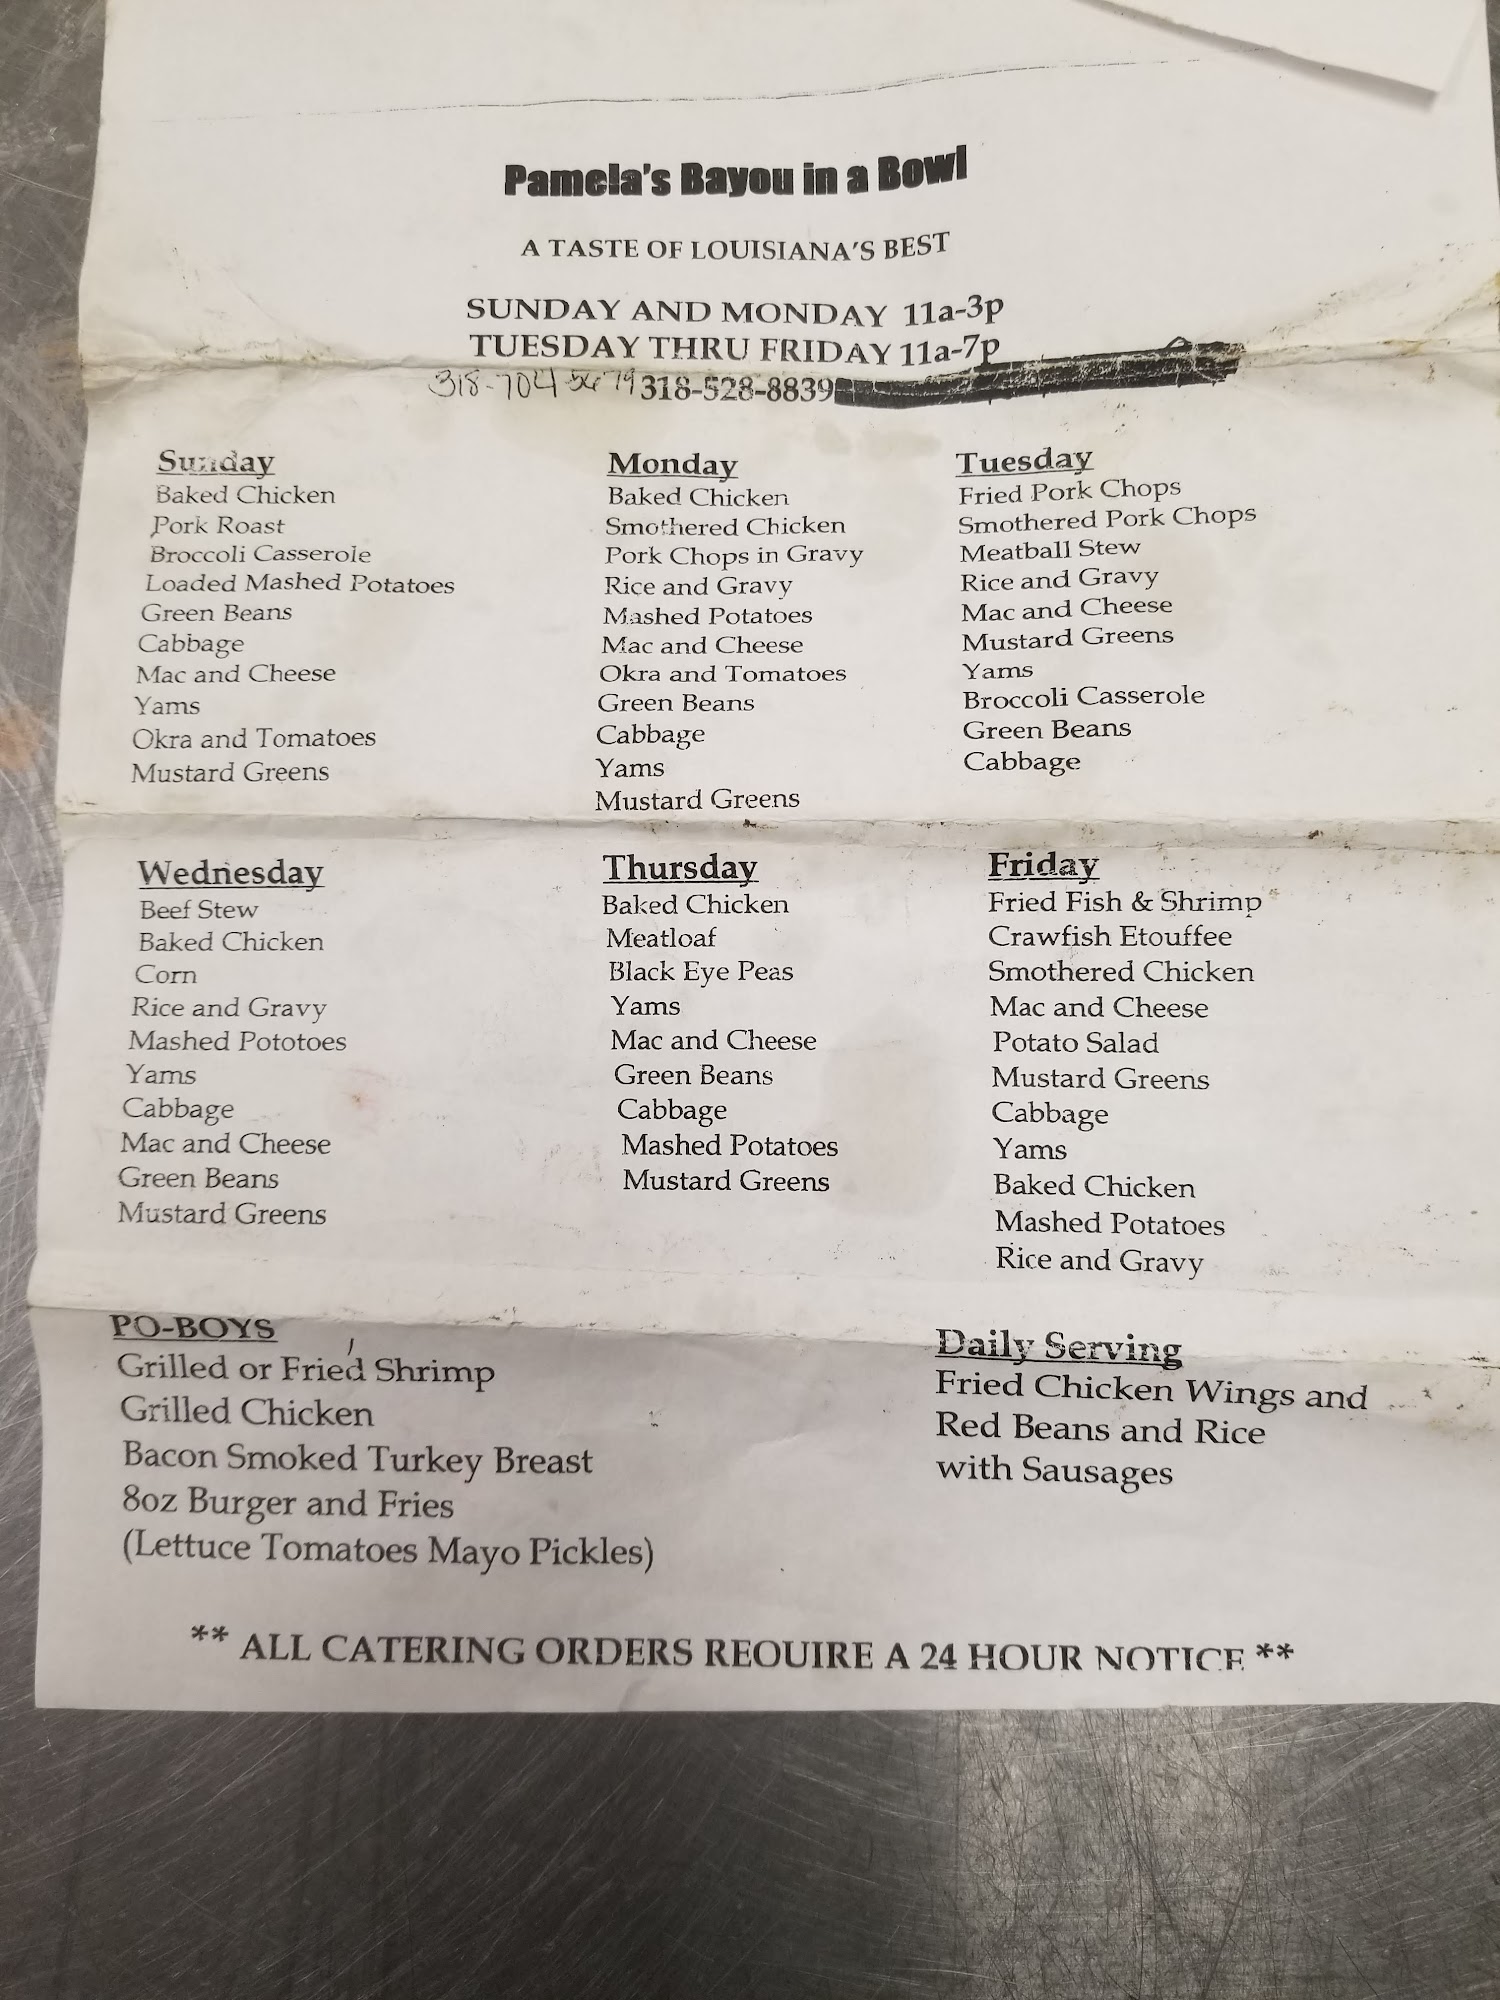 Pamela's Bayou in a Bowl
A TASTE OF LOUISIANA'S BEST
SUNDAY AND MONDAY 11a-3p
TUESDAY THRU FRIDAY 11a-7p
318-704-5679 318-528-8839
Sunday
Baked Chicken
Pork Roast
Broccoli Casserole
Loaded Mashed Potatoes
Green Beans
Cabbage
Mac and Cheese
Yams
Okra and Tomatoes
Mustard Greens
Monday
Baked Chicken
Smothered Chicken
Pork Chops in Gravy
Rice and Gravy
Mashed Potatoes
Mac and Cheese
Okra and Tomatoes
Green Beans
Cabbage
Yams
Mustard Greens
Tuesday
Fried Pork Chops
Smothered Pork Chops
Meatball Stew
Rice and Gravy
Mac and Cheese
Mustard Greens
Yams
Broccoli Casserole
Green Beans
Cabbage
Wednesday
Beef Stew
Baked Chicken
Corn
Rice and Gravy
Mashed Pototoes
Yams
Cabbage
Mac and Cheese
Green Beans
Mustard Greens
Thursday
Baked Chicken
Meatloaf
Black Eye Peas
Yams
Mac and Cheese
Green Beans
Cabbage
Mashed Potatoes
Mustard Greens
Friday
Fried Fish & Shrimp
Crawfish Etouffee
Smothered Chicken
Mac and Cheese
Potato Salad
Mustard Greens
Cabbage
Yams
Baked Chicken
Mashed Potatoes
Rice and Gravy
PO-BOYS
Grilled or Fried Shrimp
Grilled Chicken
Bacon Smoked Turkey Breast
8oz Burger and Fries
(Lettuce Tomatoes Mayo Pickles)
Daily Serving
Fried Chicken Wings and
Red Beans and Rice
with Sausages
** ALL CATERING ORDERS REQUIRE A 24 HOUR NOTICE **